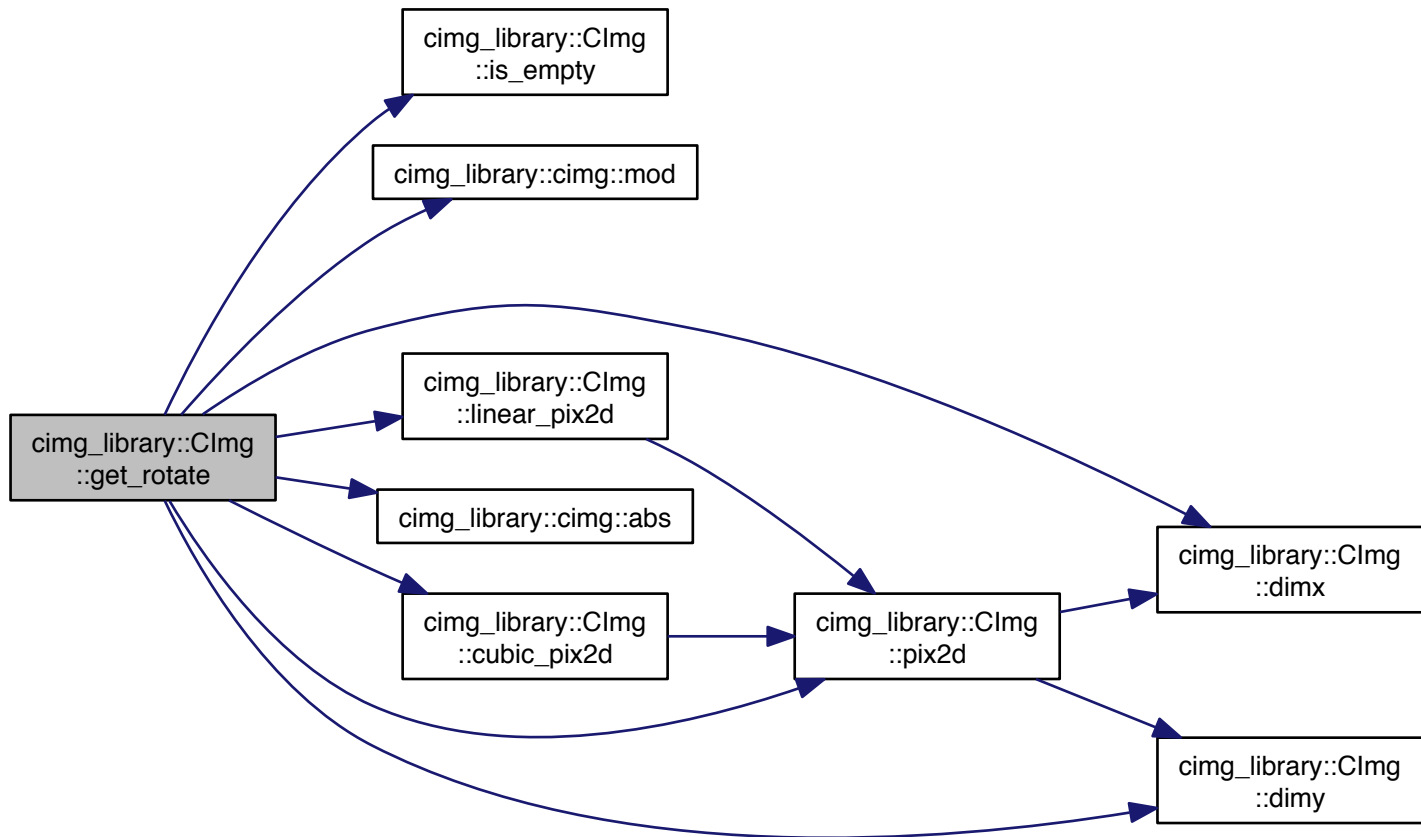 cimg_library::CImg
::is_empty
cimg_library::cimg::mod
cimg_library::CImg
::linear_pix2d
cimg_library::CImg
::get_rotate
cimg_library::cimg::abs
cimg_library::CImg
::dimx
cimg_library::CImg
::cubic_pix2d
cimg_library::CImg
::pix2d
cimg_library::CImg
::dimy